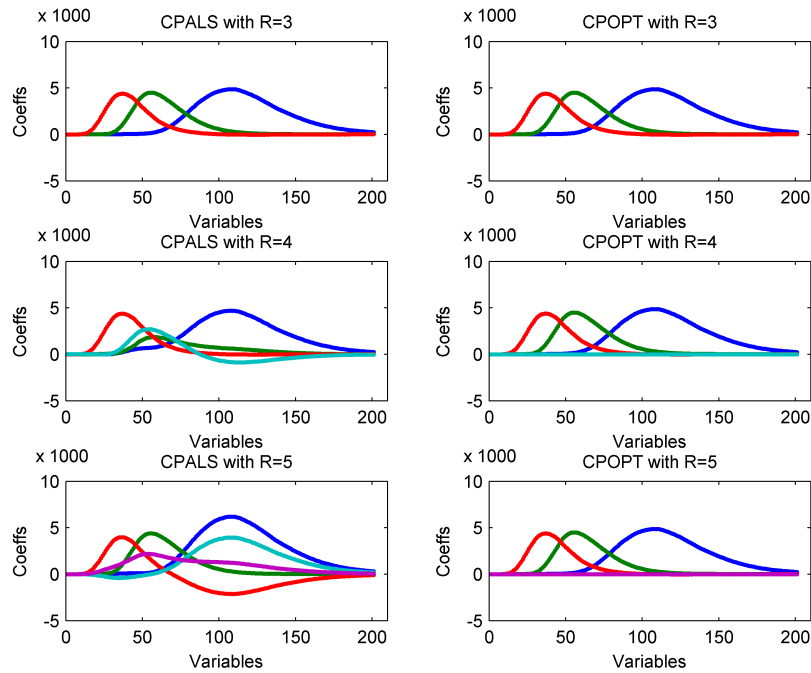 x 1000
CPALS with R=3
10
5
0
-5
Coeffs
0 50 100 150 200
Variables
x 1000
CPOPT with R=3
10
5
0
-5
Coeffs
0 50 100 150 200
Variables
x 1000
CPALS with R=4
10
5
0
-5
Coeffs
0 50 100 150 200
Variables
x 1000
CPOPT with R=4
10
5
0
-5
Coeffs
0 50 100 150 200
Variables
x 1000
CPALS with R=5
10
5
0
-5
Coeffs
0 50 100 150 200
Variables
x 1000
CPOPT with R=5
10
5
0
-5
Coeffs
0 50 100 150 200
Variables